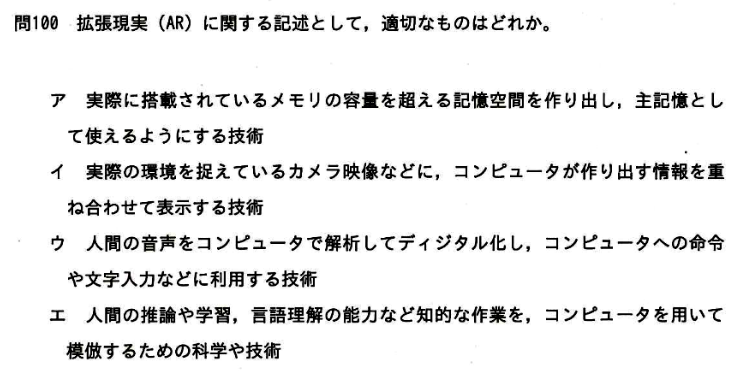 問100 拡張現実（AR）に関する記述として，適切なものはどれか。
ア 実際に搭載されているメモリの容量を超える記憶空間を作り出し，主記憶とし
て使えるようにする技術
イ 実際の環境を捉えているカメラ映像などに，コンピュータが作り出す情報を重
ね合わせて表示する技術
ウ 人間の音声をコンピュータで解析してディジタル化し，コンピュータへの命令
や文字入力などに利用する技術
エ 人間の推論や学習，言語理解の能力など知的な作業を，コンピュータを用いて
模倣するための科学や技術